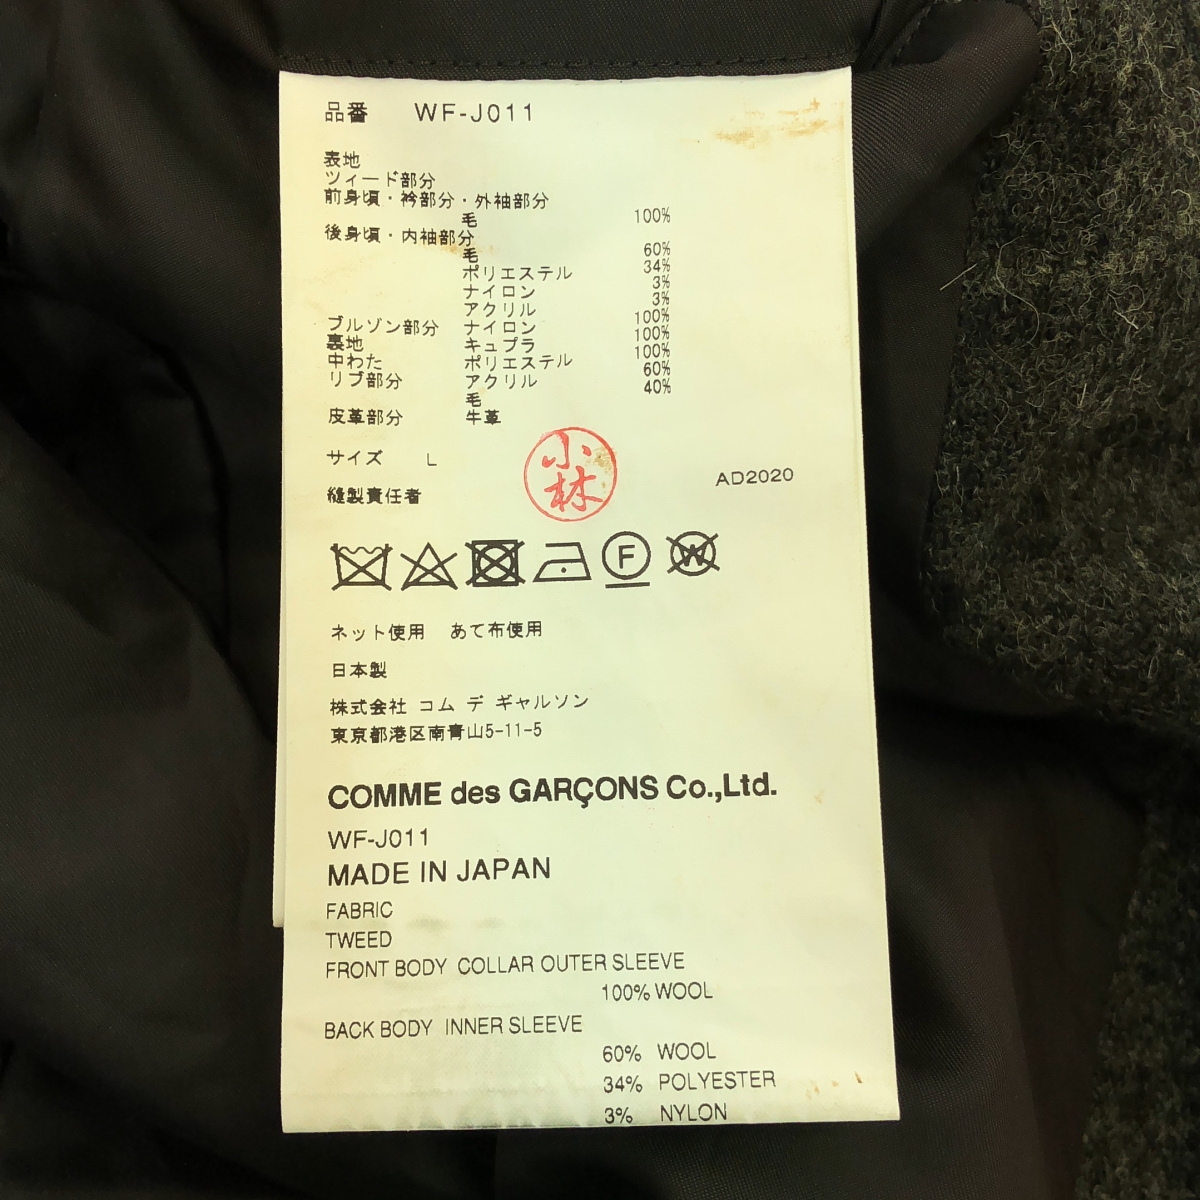 品番 WF-J011
表地
ツィード部分
前身頃・衿部分・外袖部分
毛 100%
後身頃・内袖部分
毛 60%
ポリエステル 34%
ナイロン 3%
アクリル 3%
ブルゾン部分 ナイロン 100%
裏地 キュプラ 100%
中わた ポリエステル 100%
リブ部分 アクリル 60%
毛 40%
皮革部分 牛革
サイズ L
小林
AD2020
縫製責任者
F W
ネット使用 あて布使用
日本製
株式会社 コム デ ギャルソン
東京都港区南青山5-11-5
COMME des GARÇONS Co.,Ltd.
WF-J011
MADE IN JAPAN
FABRIC
TWEED
FRONT BODY COLLAR OUTER SLEEVE
100% WOOL
BACK BODY INNER SLEEVE
60% WOOL
34% POLYESTER
3% NYLON